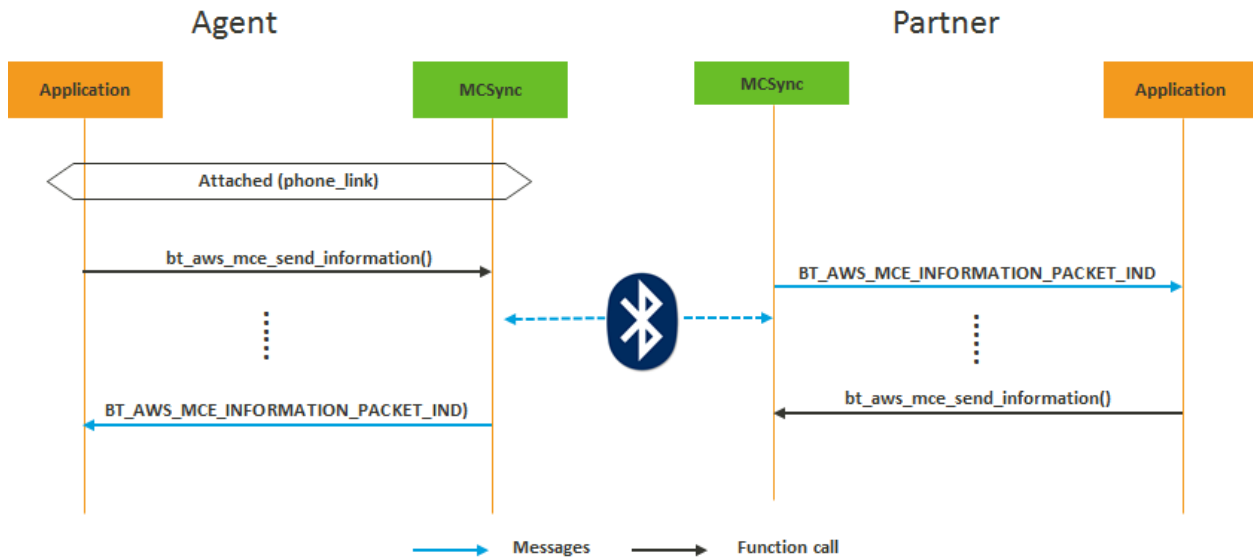 Agent
Partner
Application
MCSync
MCSync
Application
Attached (phone_link)
bt_aws_mce_send_information()
BT_AWS_MCE_INFORMATION_PACKET_IND
BT_AWS_MCE_INFORMATION_PACKET_IND)
bt_aws_mce_send_information()
Messages
Function call